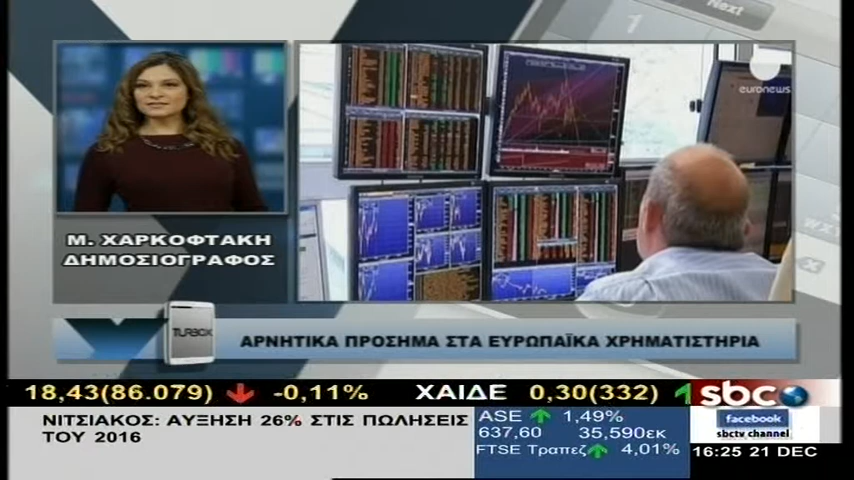 Next
euronews
Μ. ΧΑΡΚΟΦΤΑΚΗ
ΔΗΜΟΣΙΟΓΡΑΦΟΣ
TURBOX
ΑΡΝΗΤΙΚΑ ΠΡΟΣΗΜΑ ΣΤΑ ΕΥΡΩΠΑΪΚΑ ΧΡΗΜΑΤΙΣΤΗΡΙΑ
18,43(86.079) -0,11% ΧΑΙΔΕ 0,30(332)
sbc
ΝΙΤΣΙΑΚΟΣ: ΑΥΞΗΣΗ 26% ΣΤΙΣ ΠΩΛΗΣΕΙΣ
ΤΟΥ 2016
ASE 1,49%
637,60 35,590εκ
FTSE Τραπεζ 4,01%
facebook
sbctv channel
16:25 21 DEC